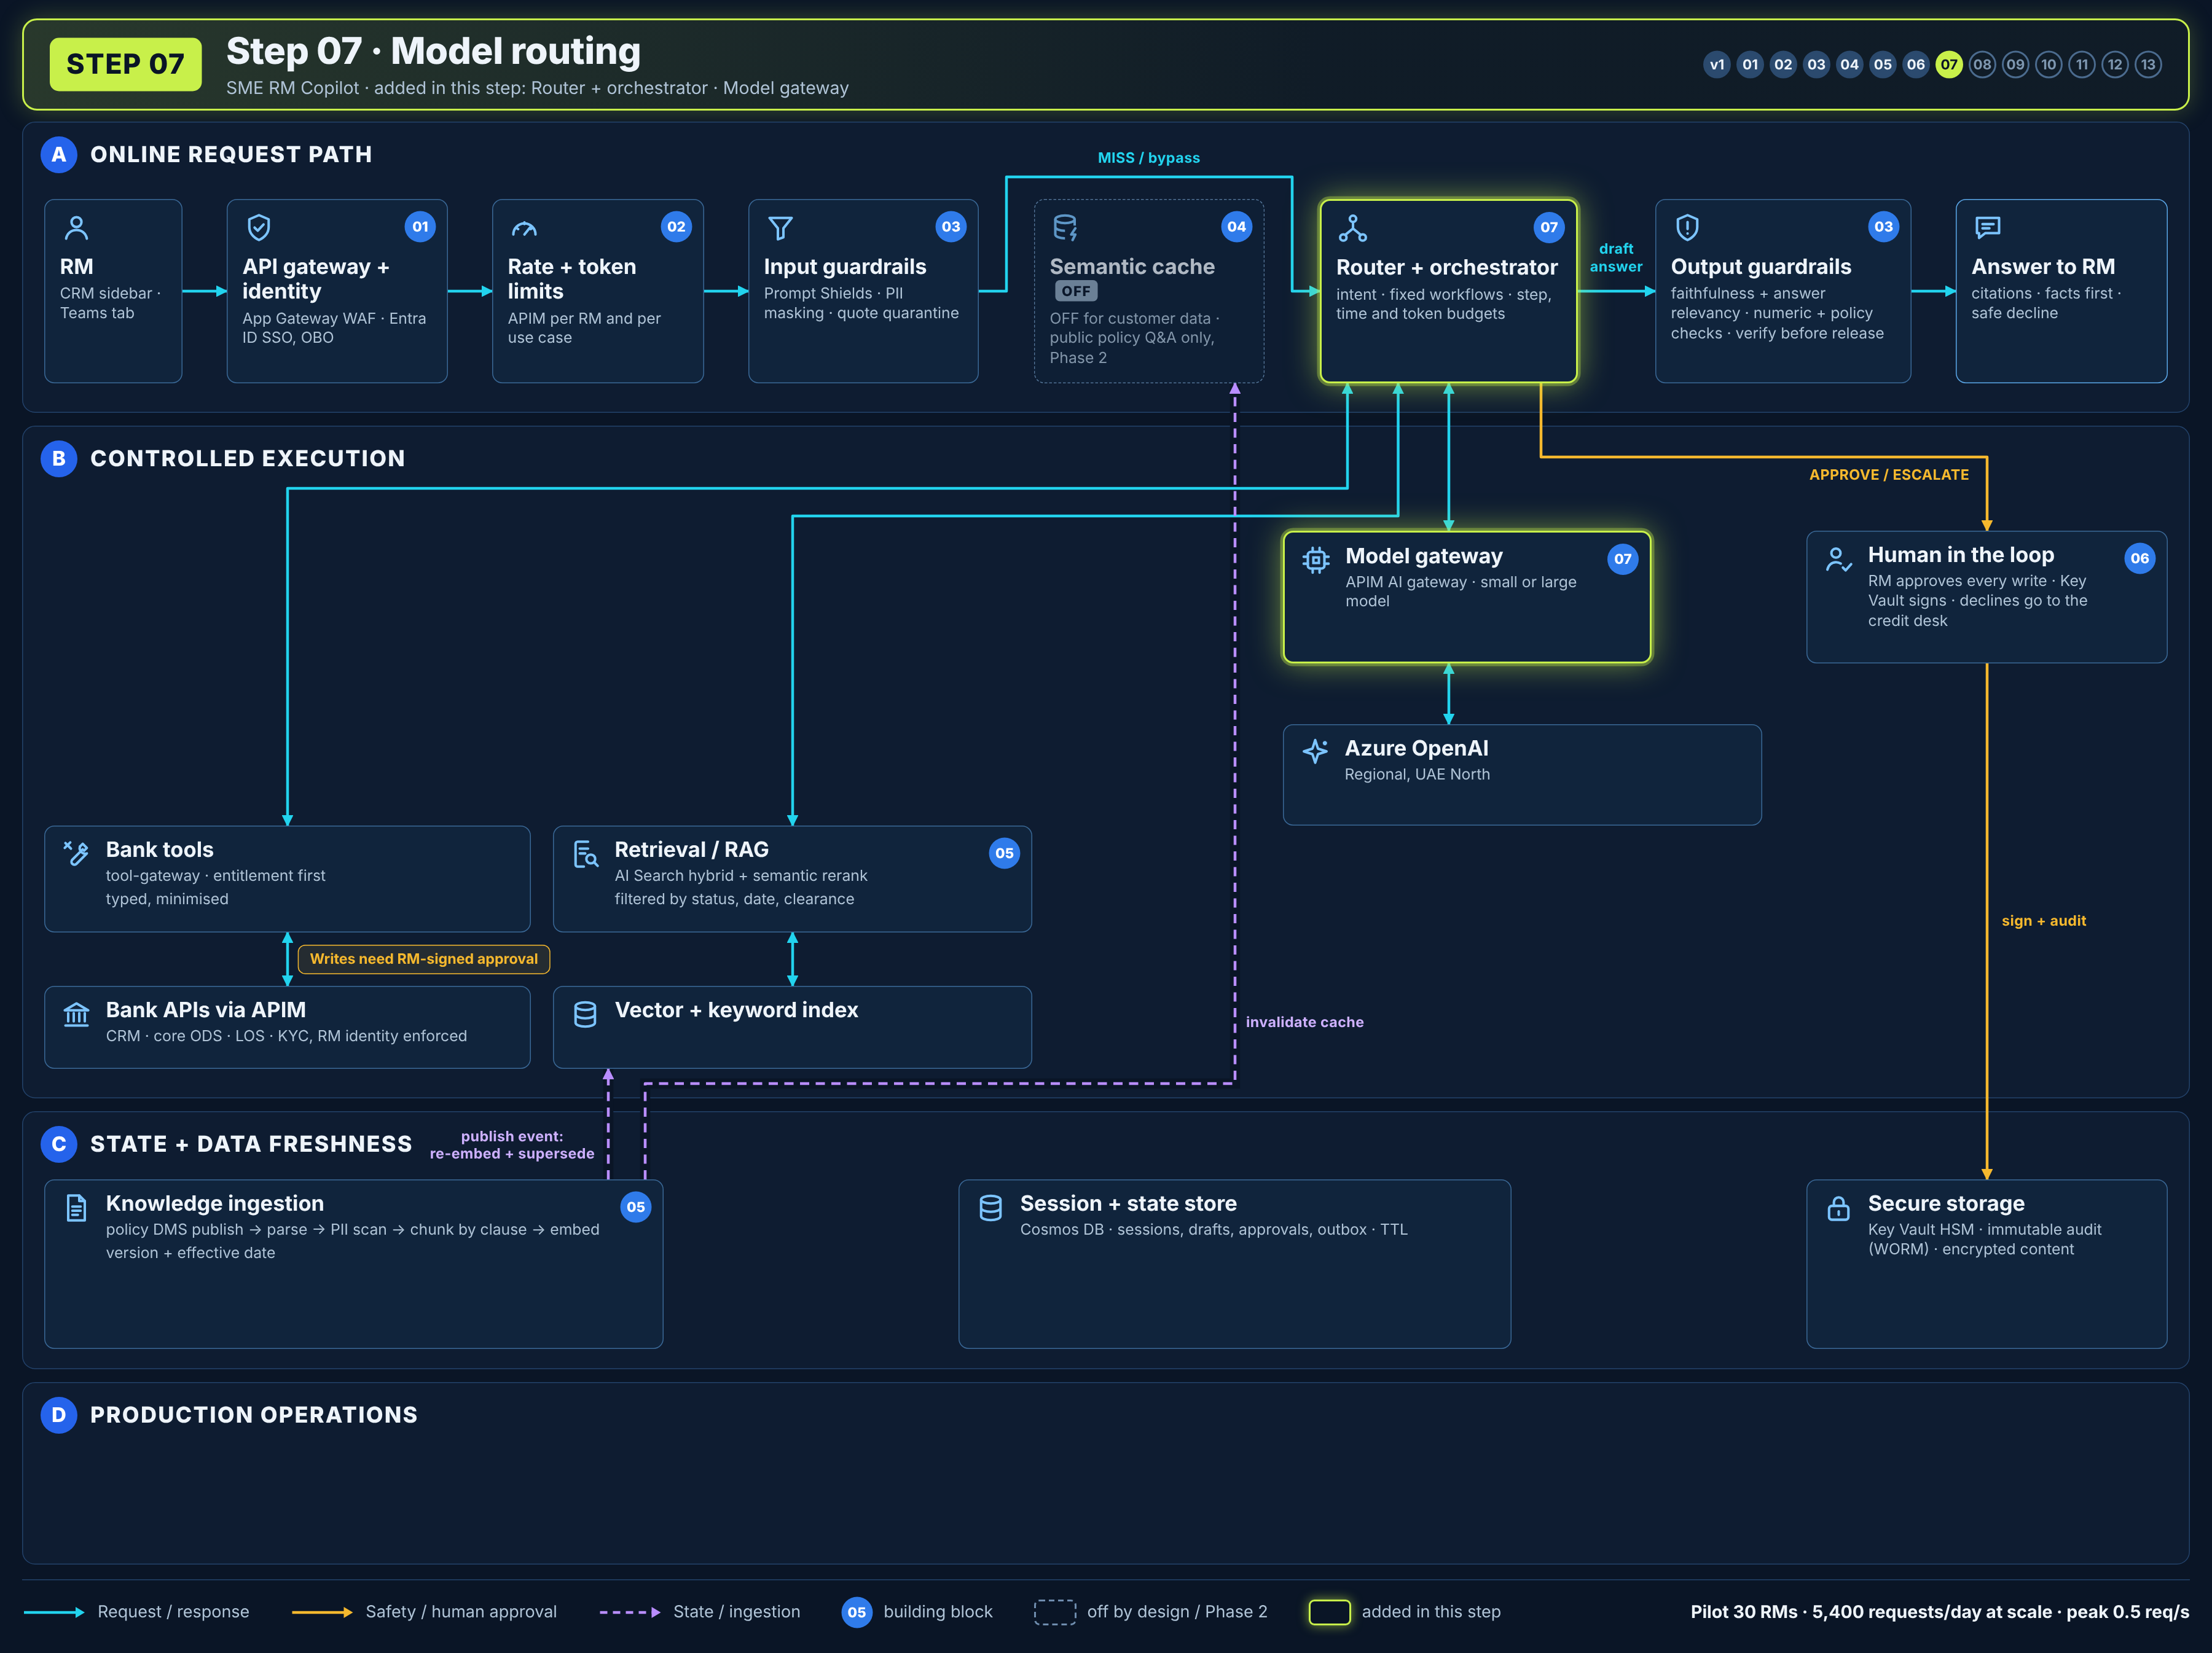 STEP 07
Step 07 · Model routing
SME RM Copilot · added in this step: Router + orchestrator · Model gateway
v1 01 02 03 04 05 06 07 08 09 10 11 12 13
A ONLINE REQUEST PATH
MISS / bypass
RM
CRM sidebar ·
Teams tab
01
API gateway +
identity
App Gateway WAF · Entra
ID SSO, OBO
02
Rate + token
limits
APIM per RM and per
use case
03
Input guardrails
Prompt Shields · PII
masking · quote quarantine
04
Semantic cache
OFF
OFF for customer data ·
public policy Q&A only,
Phase 2
07
Router + orchestrator
intent · fixed workflows · step,
time and token budgets
draft
answer
03
Output guardrails
faithfulness + answer
relevancy · numeric + policy
checks · verify before release
Answer to RM
citations · facts first ·
safe decline
B CONTROLLED EXECUTION
APPROVE / ESCALATE
Model gateway
07
APIM AI gateway · small or large
model
Human in the loop
06
RM approves every write · Key
Vault signs · declines go to the
credit desk
Azure OpenAI
Regional, UAE North
Bank tools
tool-gateway · entitlement first
typed, minimised
Retrieval / RAG
05
AI Search hybrid + semantic rerank
filtered by status, date, clearance
sign + audit
Writes need RM-signed approval
Bank APIs via APIM
CRM · core ODS · LOS · KYC, RM identity enforced
Vector + keyword index
invalidate cache
C STATE + DATA FRESHNESS
publish event:
re-embed + supersede
Knowledge ingestion
05
policy DMS publish → parse → PII scan → chunk by clause → embed
version + effective date
Session + state store
Cosmos DB · sessions, drafts, approvals, outbox · TTL
Secure storage
Key Vault HSM · immutable audit
(WORM) · encrypted content
D PRODUCTION OPERATIONS
Request / response
Safety / human approval
State / ingestion
05 building block
off by design / Phase 2
added in this step
Pilot 30 RMs · 5,400 requests/day at scale · peak 0.5 req/s